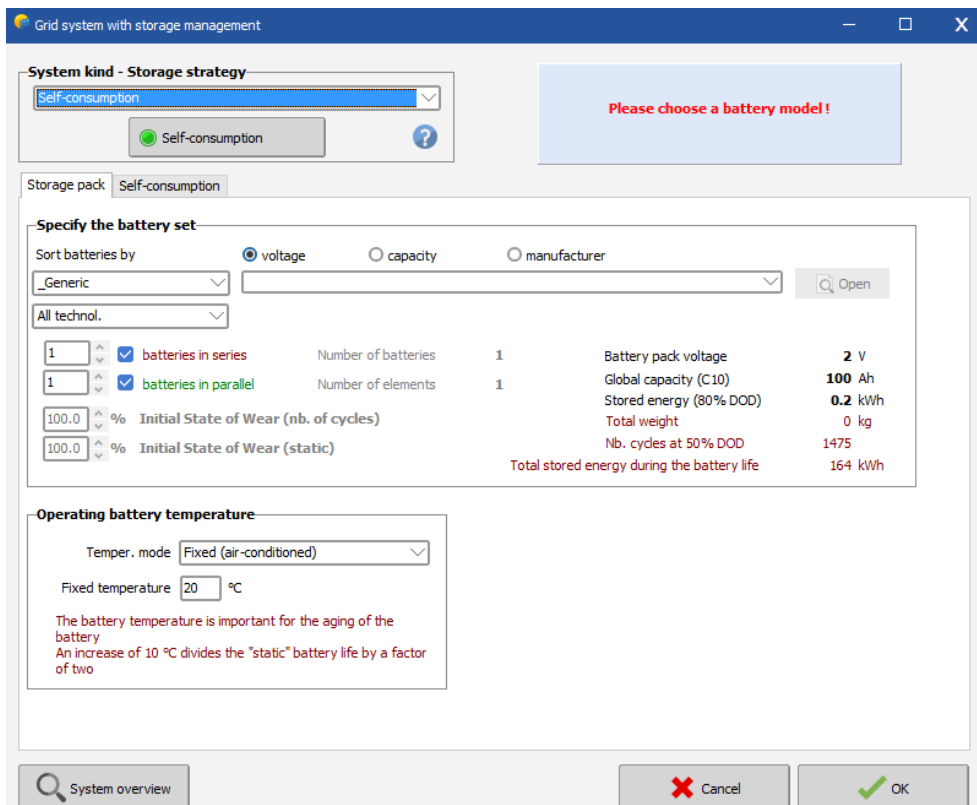 Grid system with storage management
System kind - Storage strategy
Self-consumption
Self-consumption
?
Please choose a battery model !
Storage pack
Self-consumption
Specify the battery set
Sort batteries by
voltage
capacity
manufacturer
_Generic
Open
All technol.
1 batteries in series Number of batteries 1
1 batteries in parallel Number of elements 1
100.0 % Initial State of Wear (nb. of cycles)
100.0 % Initial State of Wear (static)
Battery pack voltage 2 V
Global capacity (C10) 100 Ah
Stored energy (80% DOD) 0.2 kWh
Total weight 0 kg
Nb. cycles at 50% DOD 1475
Total stored energy during the battery life 164 kWh
Operating battery temperature
Temper. mode Fixed (air-conditioned)
Fixed temperature 20 °C
The battery temperature is important for the aging of the
battery
An increase of 10 °C divides the "static" battery life by a factor
of two
System overview
Cancel
OK